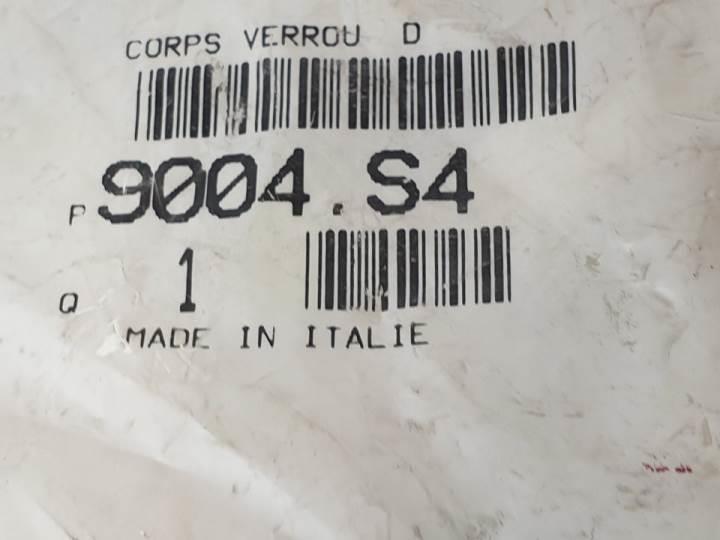 CORPS VERROU D
P 9004.S4
Q 1
MADE IN ITALIE